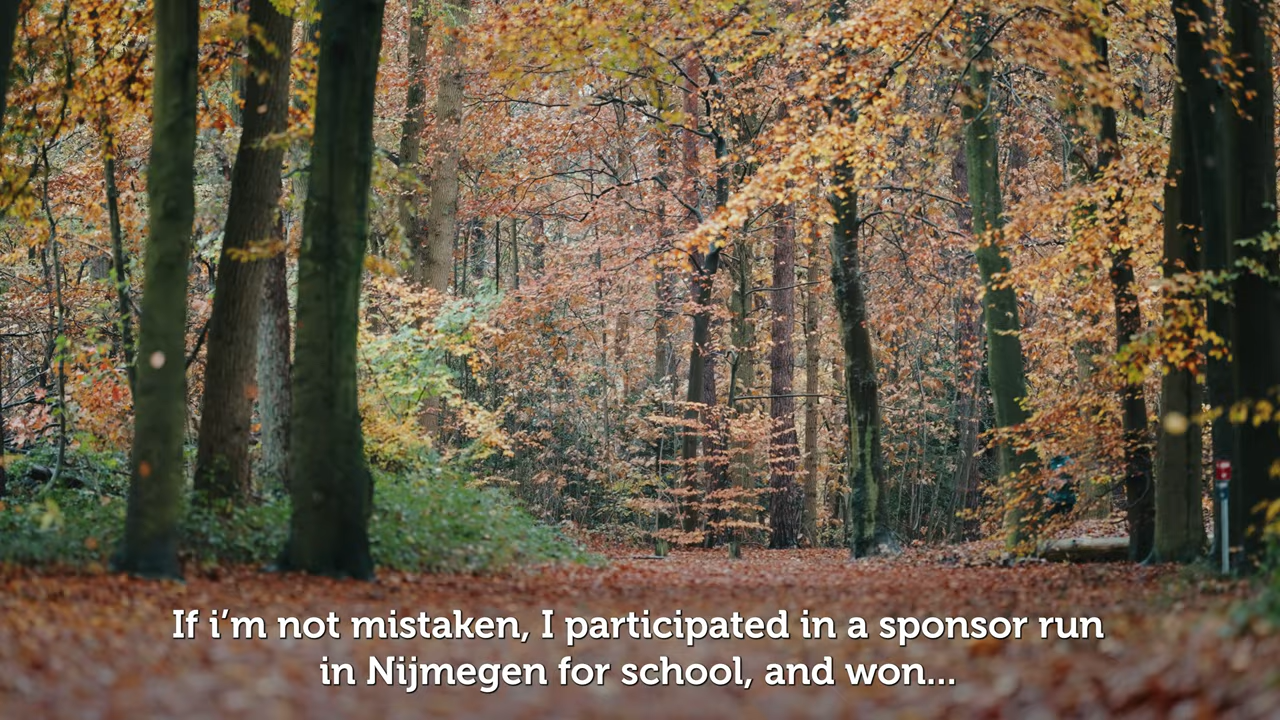 If i’m not mistaken, I participated in a sponsor run
in Nijmegen for school, and won...